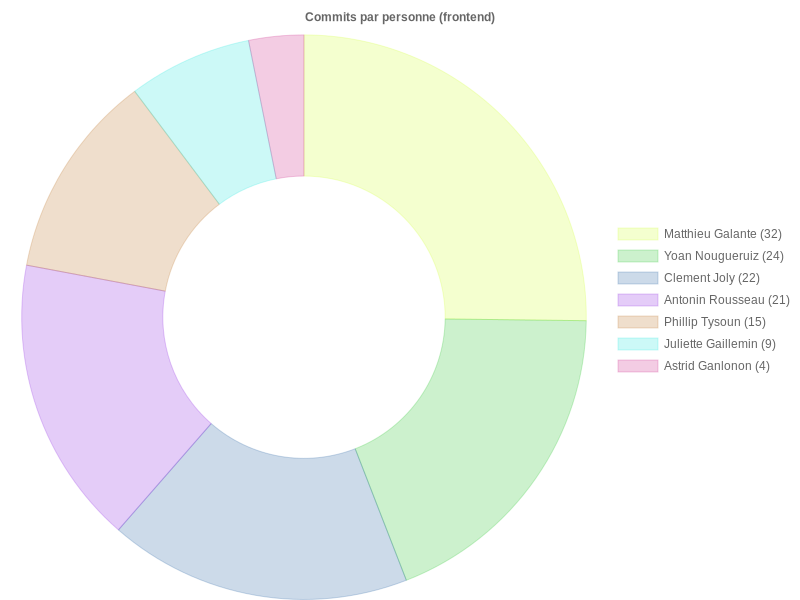 Commits par personne (frontend)
Matthieu Galante (32)
Yoan Nougueruiz (24)
Clement Joly (22)
Antonin Rousseau (21)
Phillip Tysoun (15)
Juliette Gaillemin (9)
Astrid Ganlonon (4)